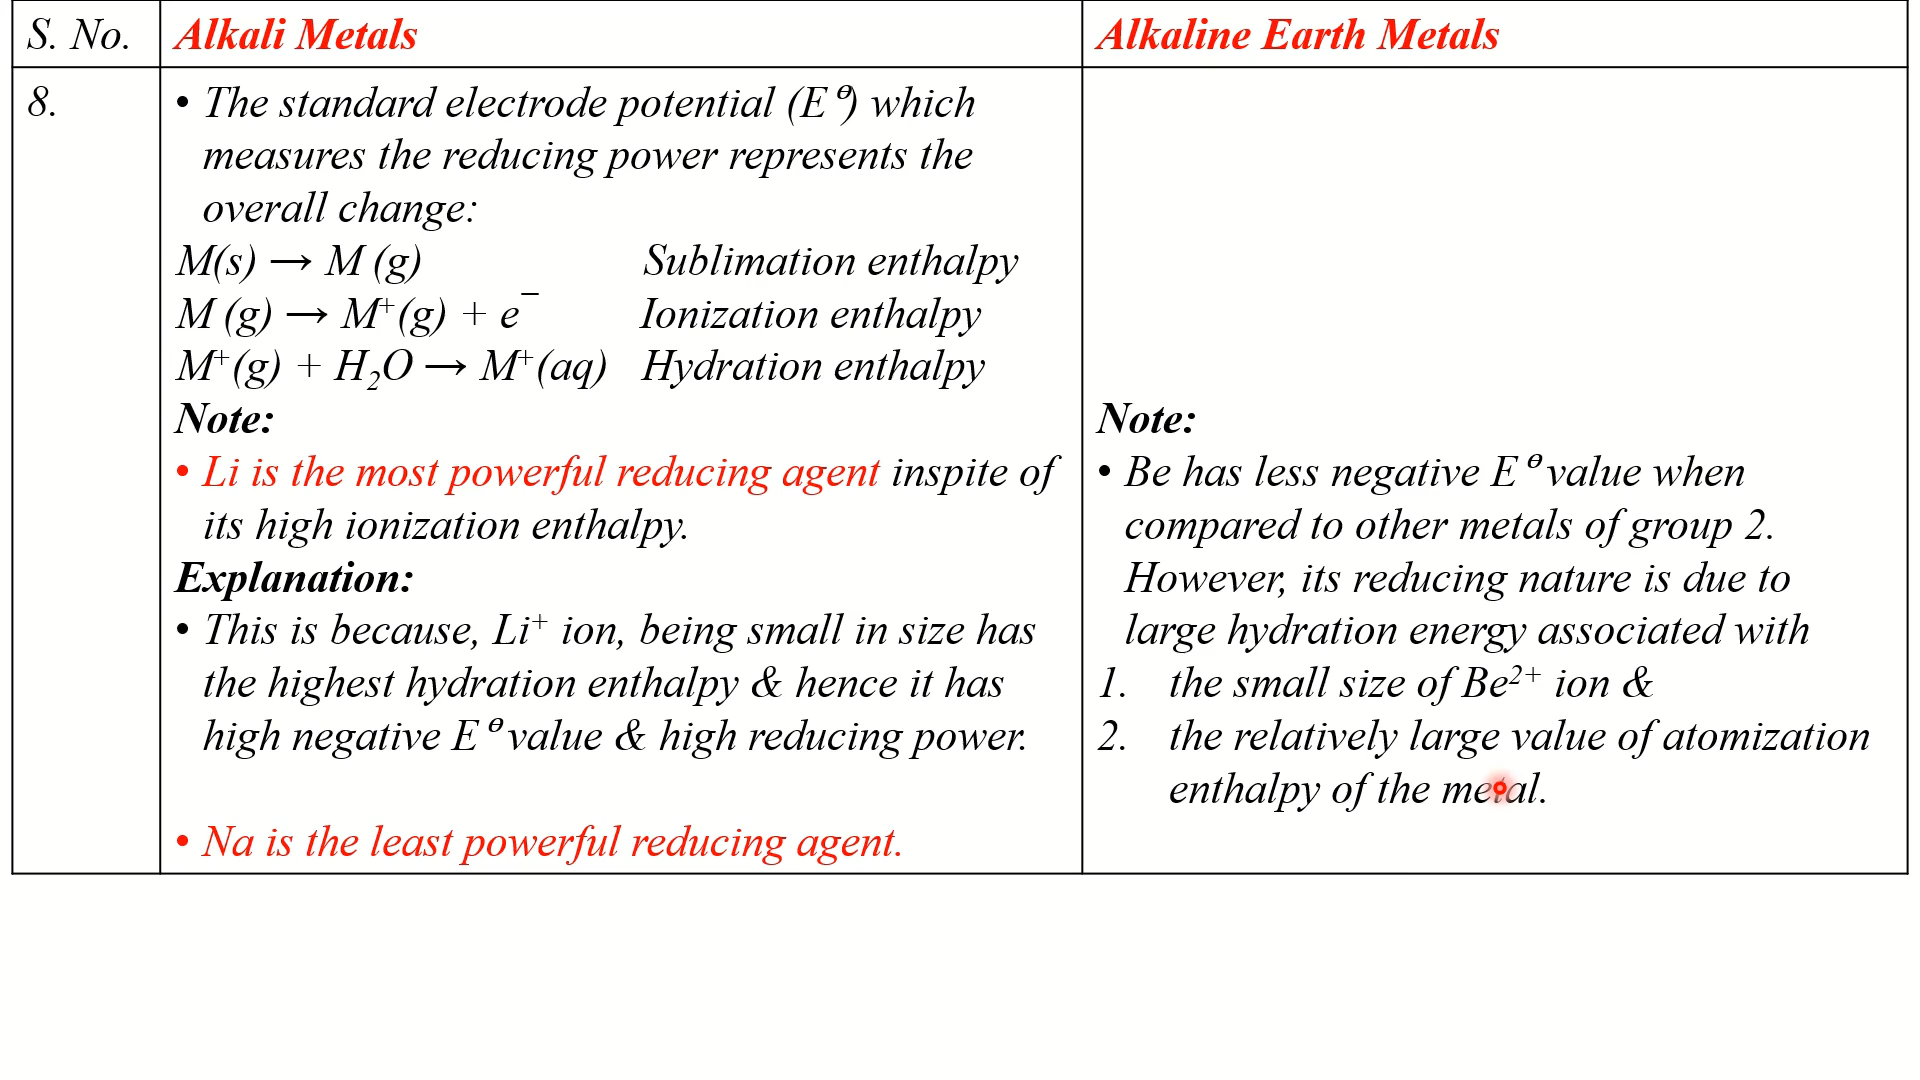 S. No.
Alkali Metals
Alkaline Earth Metals
8.
• The standard electrode potential (E⊖) which
measures the reducing power represents the
overall change:
M(s) → M (g) Sublimation enthalpy
M (g) → M⁺(g) + e⁻ Ionization enthalpy
M⁺(g) + H₂O → M⁺(aq) Hydration enthalpy
Note:
• Li is the most powerful reducing agent inspite of
its high ionization enthalpy.
Explanation:
• This is because, Li⁺ ion, being small in size has
the highest hydration enthalpy & hence it has
high negative E⊖ value & high reducing power.
• Na is the least powerful reducing agent.
Note:
• Be has less negative E⊖ value when
compared to other metals of group 2.
However, its reducing nature is due to
large hydration energy associated with
1. the small size of Be²⁺ ion &
2. the relatively large value of atomization
enthalpy of the metal.